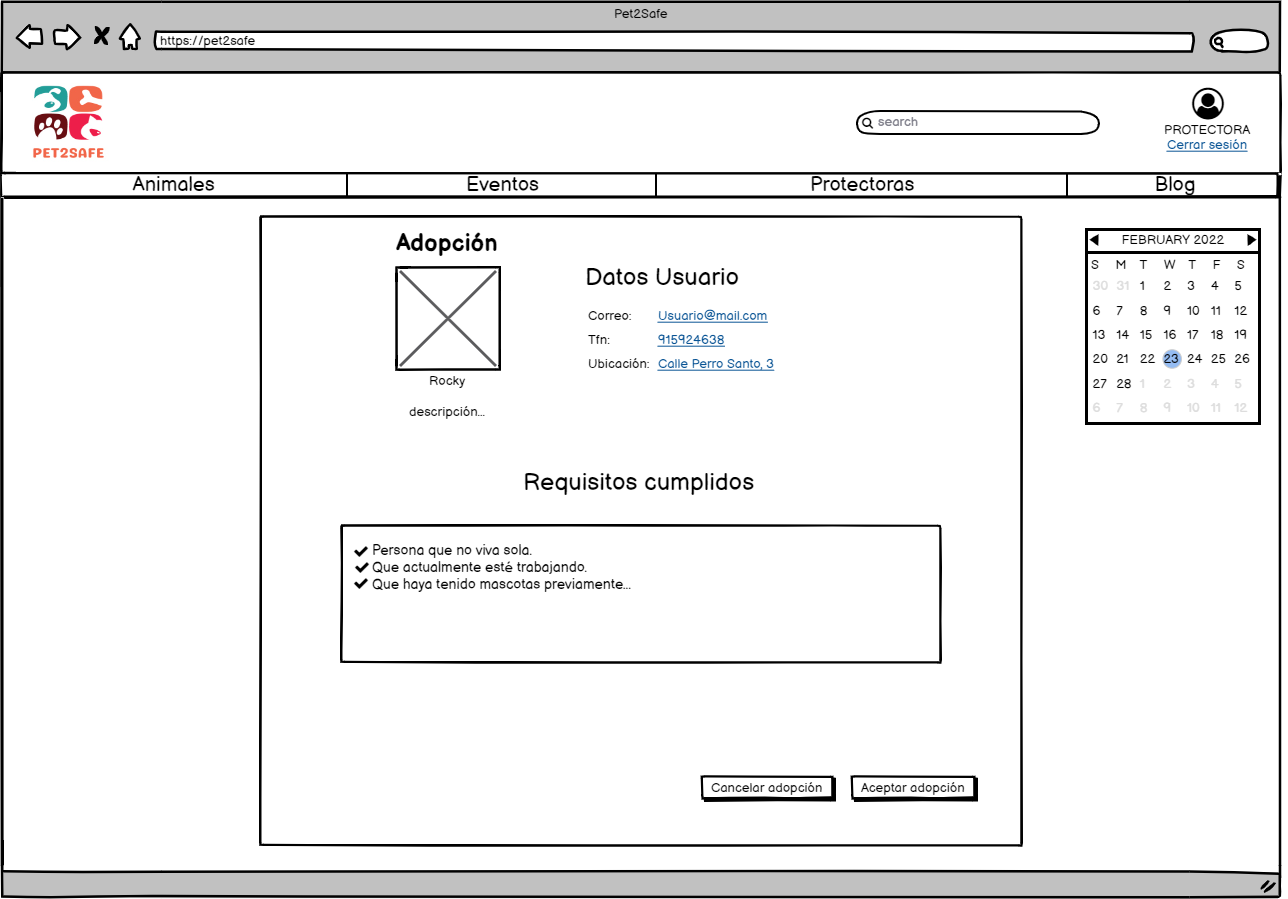 Pet2Safe
https://pet2safe
PET2SAFE
search
PROTECTORA
Cerrar sesión
Animales Eventos Protectoras Blog
Adopción
Rocky
descripción...
Datos Usuario
Correo: Usuario@mail.com
Tfn: 915924638
Ubicación: Calle Perro Santo, 3
Requisitos cumplidos
Persona que no viva sola.
Que actualmente esté trabajando.
Que haya tenido mascotas previamente...
Cancelar adopción Aceptar adopción
FEBRUARY 2022
S M T W T F S
30 31 1 2 3 4 5
6 7 8 9 10 11 12
13 14 15 16 17 18 19
20 21 22 23 24 25 26
27 28 1 2 3 4 5
6 7 8 9 10 11 12